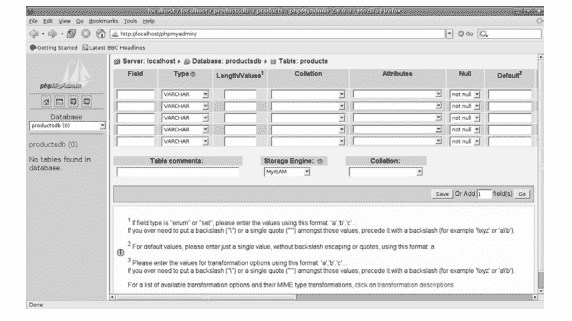 localhost / localhost / productsdb / products | phpMyAdmin 2.8.0.3 - Mozilla Firefox
File Edit View Go Bookmarks Tools Help
http://localhost/phpmyadmin/ Go
Getting Started Latest BBC Headlines
phpMyAdmin
Database
productsdb (0)
productsdb (0)
No tables found in
database.
Server: localhost Database: productsdb Table: products
Field Type Length/Values1 Collation Attributes Null Default2
VARCHAR not null
VARCHAR not null
VARCHAR not null
VARCHAR not null
VARCHAR not null
Table comments: Storage Engine: Collation:
MyISAM
Save Or Add 1 field(s) Go
1 If field type is "enum" or "set", please enter the values using this format: 'a','b','c'...
If you ever need to put a backslash ("\") or a single quote ("'") amongst those values, precede it with a backslash (for example '\\xyz' or 'a\'b').
2 For default values, please enter just a single value, without backslash escaping or quotes, using this format: a
3 Please enter the values for transformation options using this format: 'a','b','c'...
If you ever need to put a backslash ("\") or a single quote ("'") amongst those values, precede it with a backslash (for example '\\xyz' or 'a\'b').
For a list of available transformation options and their MIME type transformations, click on transformation descriptions
Done